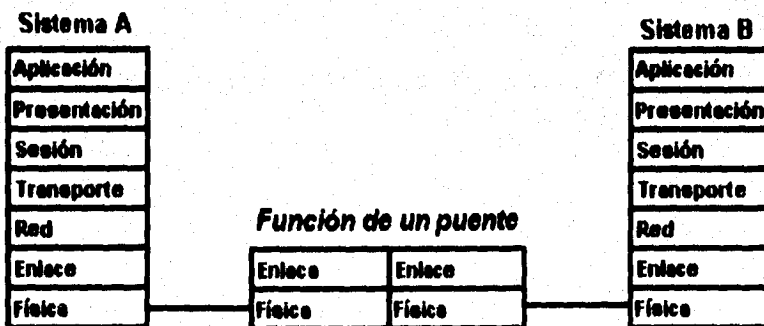 Sistema A
Aplicación
Presentación
Sesión
Transporte
Red
Enlace
Física
Función de un puente
Enlace Enlace
Física Física
Sistema B
Aplicación
Presentación
Sesión
Transporte
Red
Enlace
Física